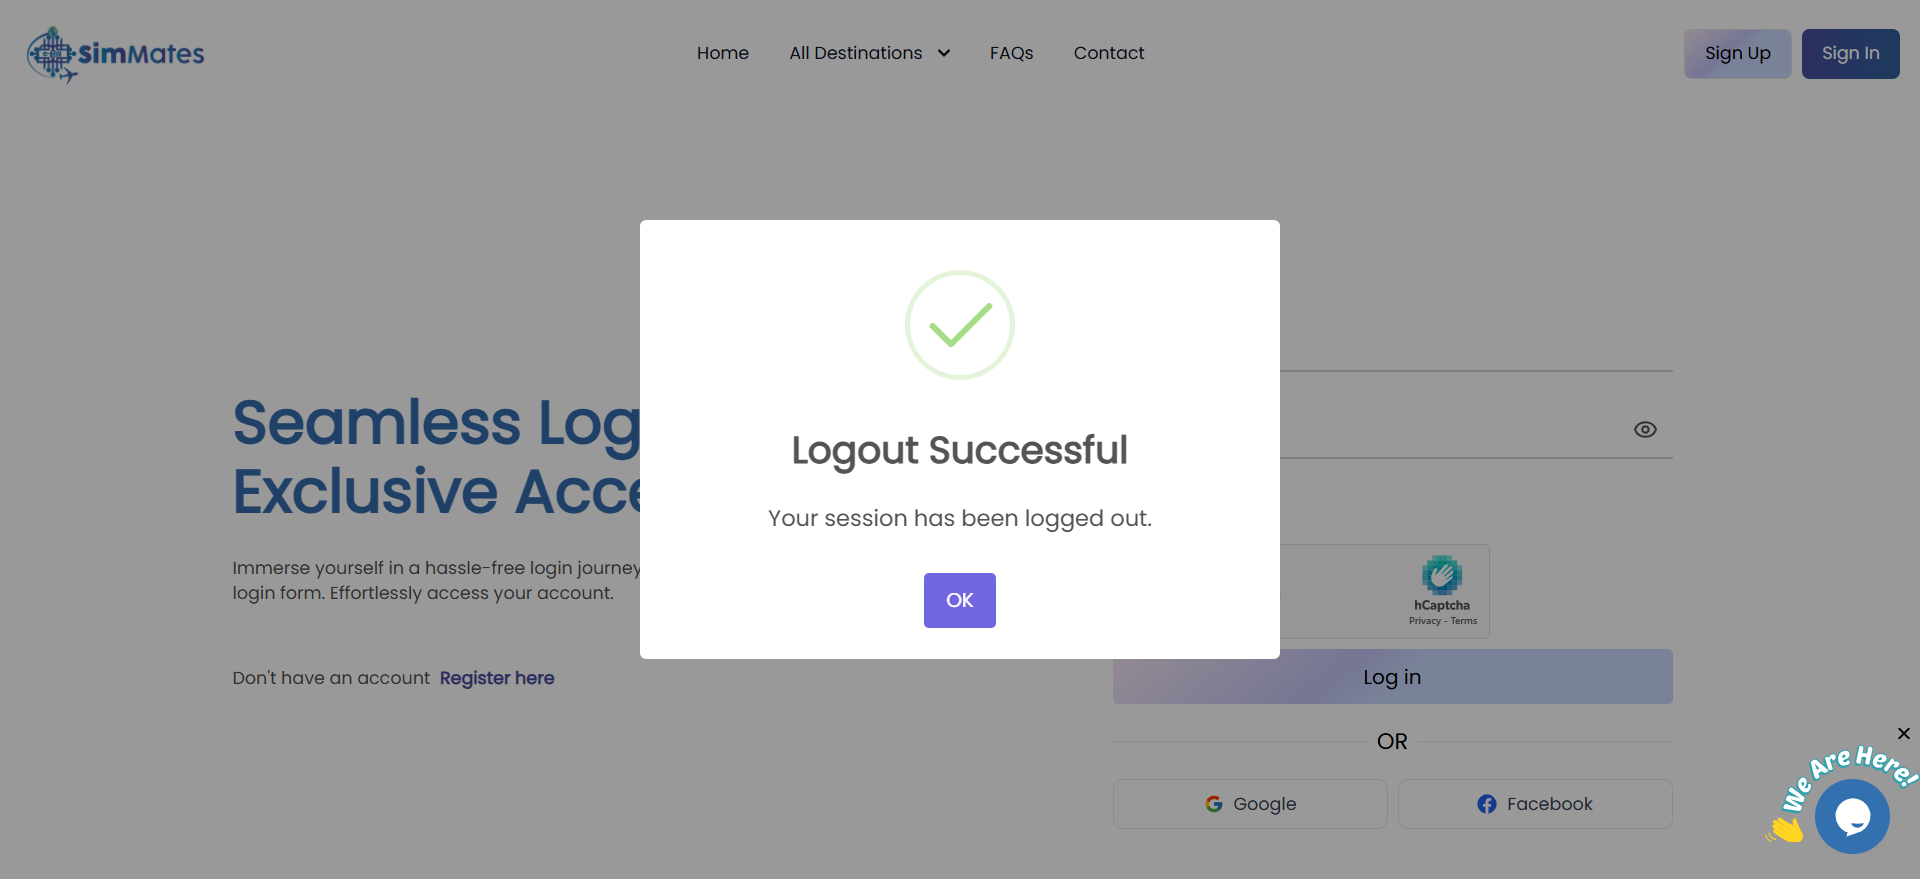 SimMates
Home
All Destinations
FAQs
Contact
Sign Up
Sign In
Logout Successful
Your session has been logged out.
OK
Seamless Log
Exclusive Acce
Immerse yourself in a hassle-free login journey
login form. Effortlessly access your account.
Don't have an account Register here
hCaptcha
Privacy - Terms
Log in
OR
Google
Facebook
We Are Here!